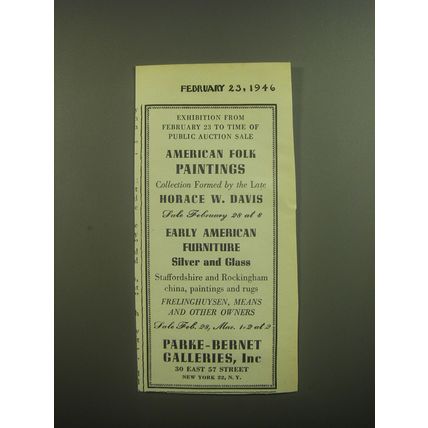 FEBRUARY 23, 1946
EXHIBITION FROM
FEBRUARY 23 TO TIME OF
PUBLIC AUCTION SALE
AMERICAN FOLK
PAINTINGS
Collection Formed by the Late
HORACE W. DAVIS
Sale February 28 at 8
EARLY AMERICAN
FURNITURE
Silver and Glass
Staffordshire and Rockingham
china, paintings and rugs
FRELINGHUYSEN, MEANS
AND OTHER OWNERS
Sale Feb. 28, Mar. 1-2 at 2
PARKE-BERNET
GALLERIES, Inc
30 EAST 57 STREET
NEW YORK 22, N. Y.